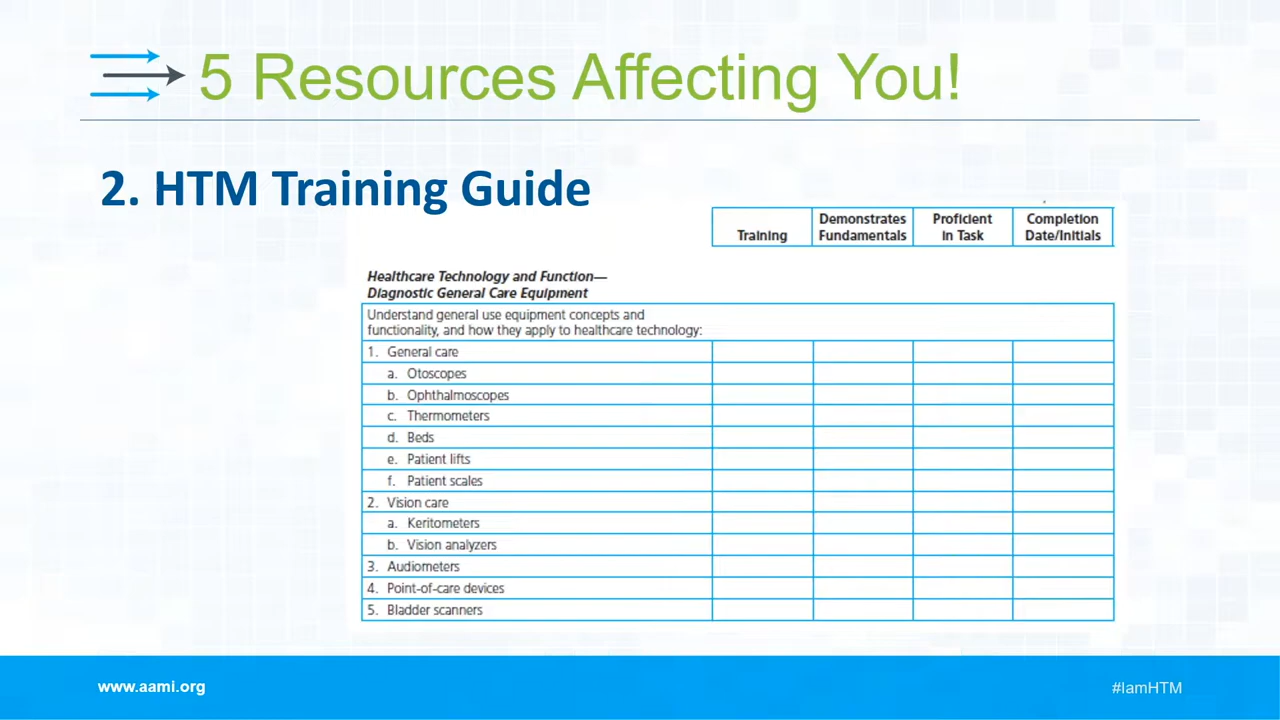 5 Resources Affecting You!
2. HTM Training Guide
Training
Demonstrates
Fundamentals
Proficient
in Task
Completion
Date/Initials
Healthcare Technology and Function—
Diagnostic General Care Equipment
Understand general use equipment concepts and
functionality, and how they apply to healthcare technology:
1. General care
a. Otoscopes
b. Ophthalmoscopes
c. Thermometers
d. Beds
e. Patient lifts
f. Patient scales
2. Vision care
a. Keritometers
b. Vision analyzers
3. Audiometers
4. Point-of-care devices
5. Bladder scanners
www.aami.org
#IamHTM